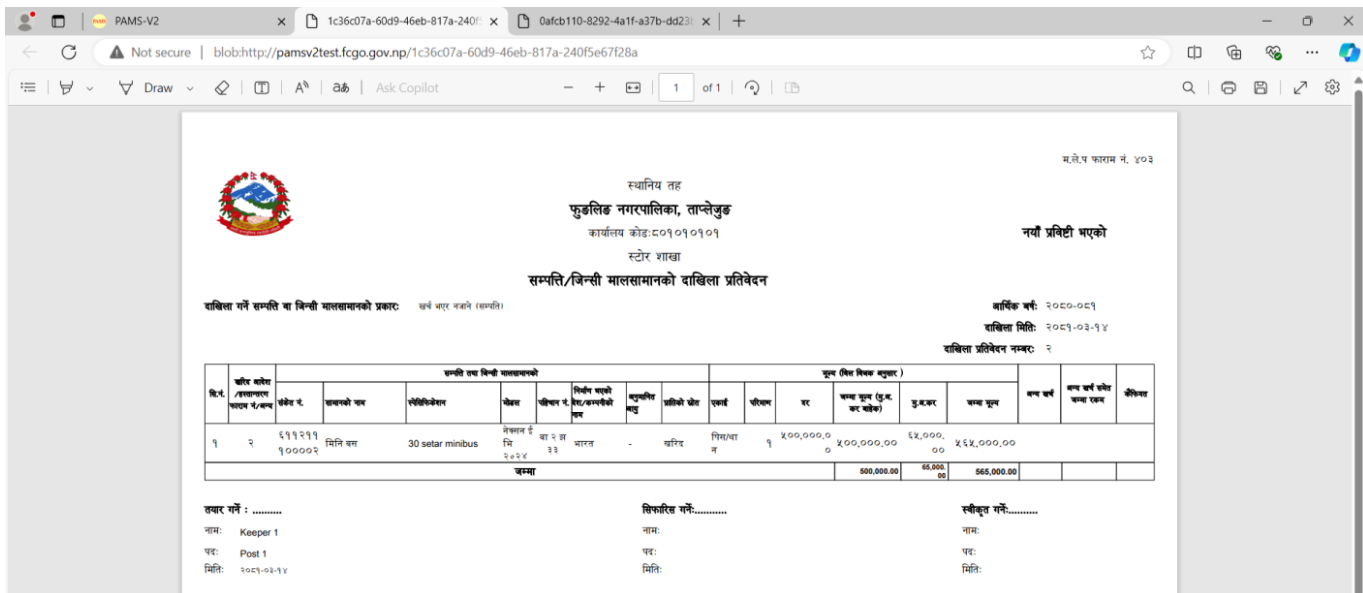 PAMS-V2
1c36c07a-60d9-46eb-817a-240f5
0afcb110-8292-4a1f-a37b-dd23
Not secure | blob:http://pamsv2test.fcgo.gov.np/1c36c07a-60d9-46eb-817a-240f5e67f28a
Draw
Ask Copilot
1 of 1
म.ले.प फाराम नं. ४०३
स्थानिय तह
फुङलिङ नगरपालिका, ताप्लेजुङ
कार्यालय कोड:८०१०१०१०१
नयाँ प्रविष्टी भएको
स्टोर शाखा
सम्पत्ति/जिन्सी मालसामानको दाखिला प्रतिवेदन
दाखिला गर्ने सम्पति वा जिन्सी मालसामानको प्रकार: खर्च भएर नजाने (सम्पति)
आर्थिक बर्ष: २०८०-०८१
दाखिला मिति: २०८१-०३-१४
दाखिला प्रतिवेदन नम्बर: २
सि.नं. खरिद आदेश /हस्तान्तरण फाराम नं/अन्य सम्पति तथा जिन्सी मालसामानको मूल्य (बिल बिजक अनुसार ) अन्य खर्च अन्य खर्च समेत जम्मा रकम कैफियत
संकेत नं. सामानको नाम स्पेसिफिकेशन मोडल पहिचान नं. निर्माण भएको देश/कम्पनीको नाम अनुमानित आयु प्राप्तिको स्रोत एकाई परिमाण दर जम्मा मूल्य (मु.अ. कर बाहेक) मु.अ.कर जम्मा मूल्य
१ २ ६११२११ १००००२ मिनि बस 30 setar minibus नेक्सन ई भि २०२४ बा २ झ ३३ भारत - खरिद पिस/थान १ ५००,०००.०० ५००,०००.०० ६५,०००.०० ५६५,०००.००
जम्मा 500,000.00 65,000.00 565,000.00
तयार गर्ने : ..........
सिफारिस गर्ने:...........
स्वीकृत गर्ने:..........
नाम: Keeper 1
नाम:
नाम:
पद: Post 1
पद:
पद:
मिति: २०८१-०३-१४
मिति:
मिति: